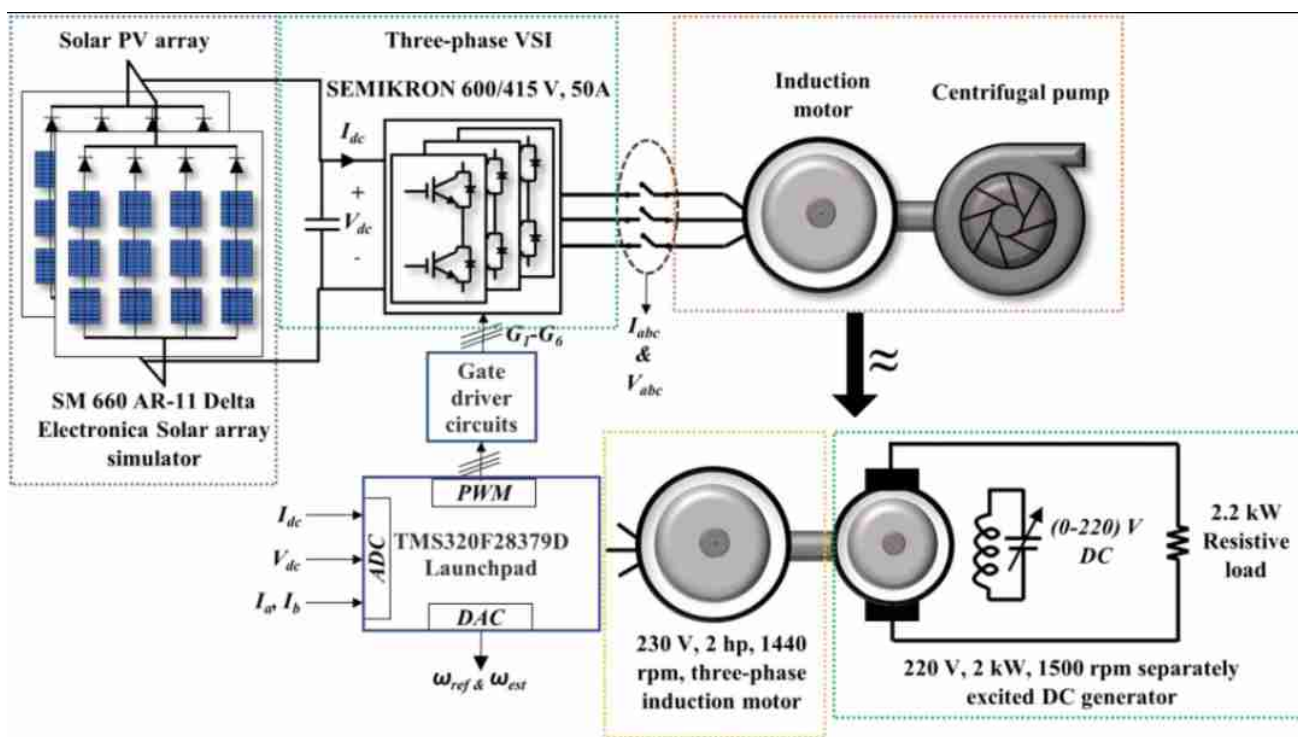 Solar PV array
SM 660 AR-11 Delta
Electronica Solar array
simulator
Three-phase VSI
SEMIKRON 600/415 V, 50A
I_dc
+
V_dc
-
G_1-G_6
Gate
driver
circuits
I_abc
&
V_abc
Induction
motor
Centrifugal pump
≈
PWM
ADC
TMS320F28379D
Launchpad
DAC
I_dc
V_dc
I_a, I_b
ω_ref & ω_est
230 V, 2 hp, 1440
rpm, three-phase
induction motor
(0-220) V
DC
2.2 kW
Resistive
load
220 V, 2 kW, 1500 rpm separately
excited DC generator